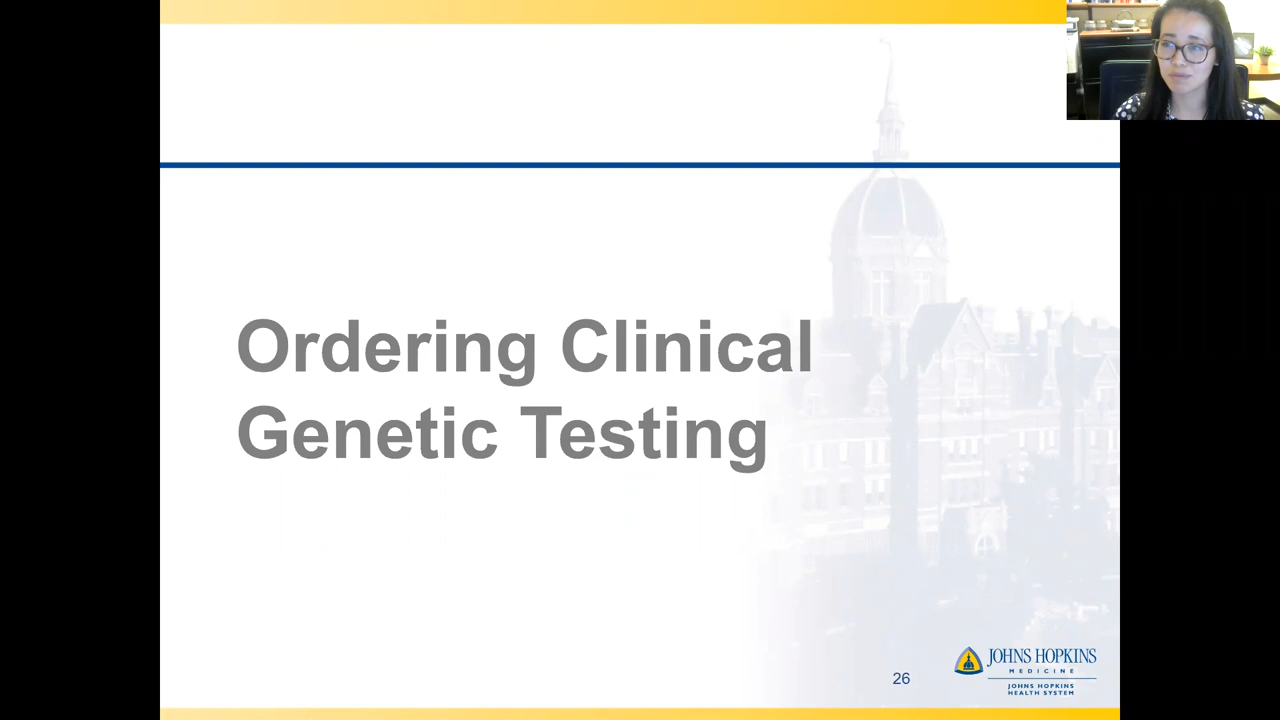 Ordering Clinical
Genetic Testing
26
JOHNS HOPKINS
MEDICINE
JOHNS HOPKINS
HEALTH SYSTEM